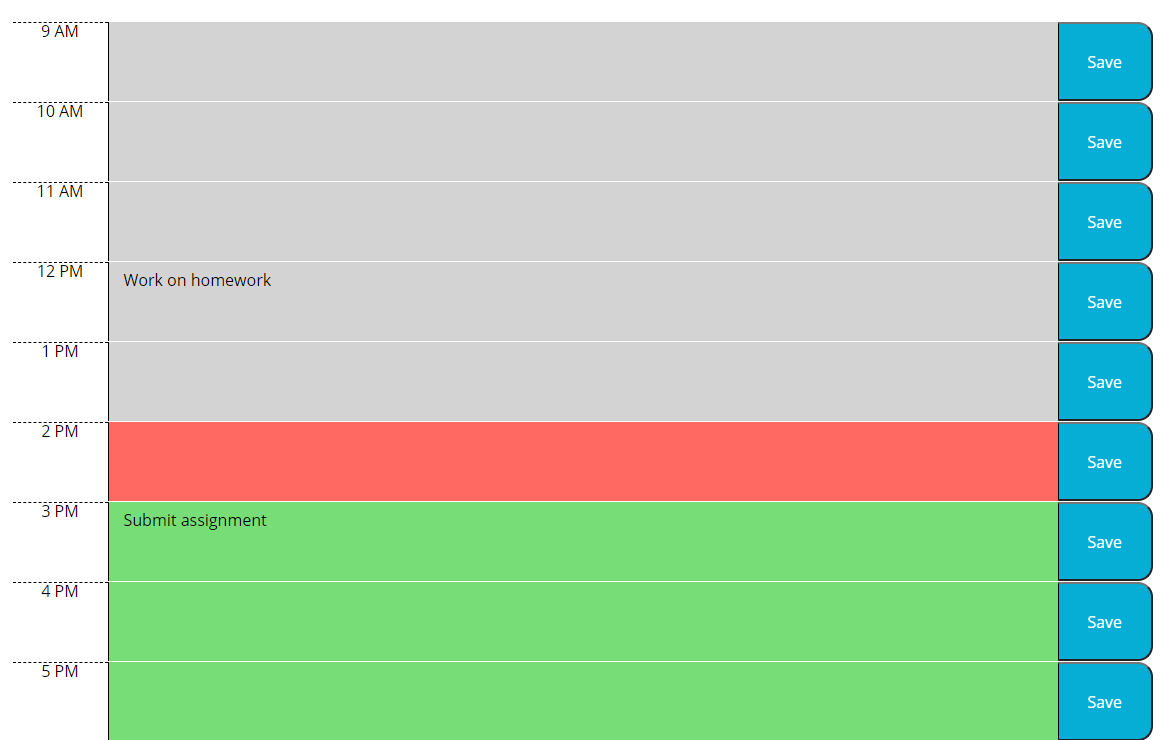 9 AM
Save
10 AM
Save
11 AM
Save
12 PM
Work on homework
Save
1 PM
Save
2 PM
Save
3 PM
Submit assignment
Save
4 PM
Save
5 PM
Save